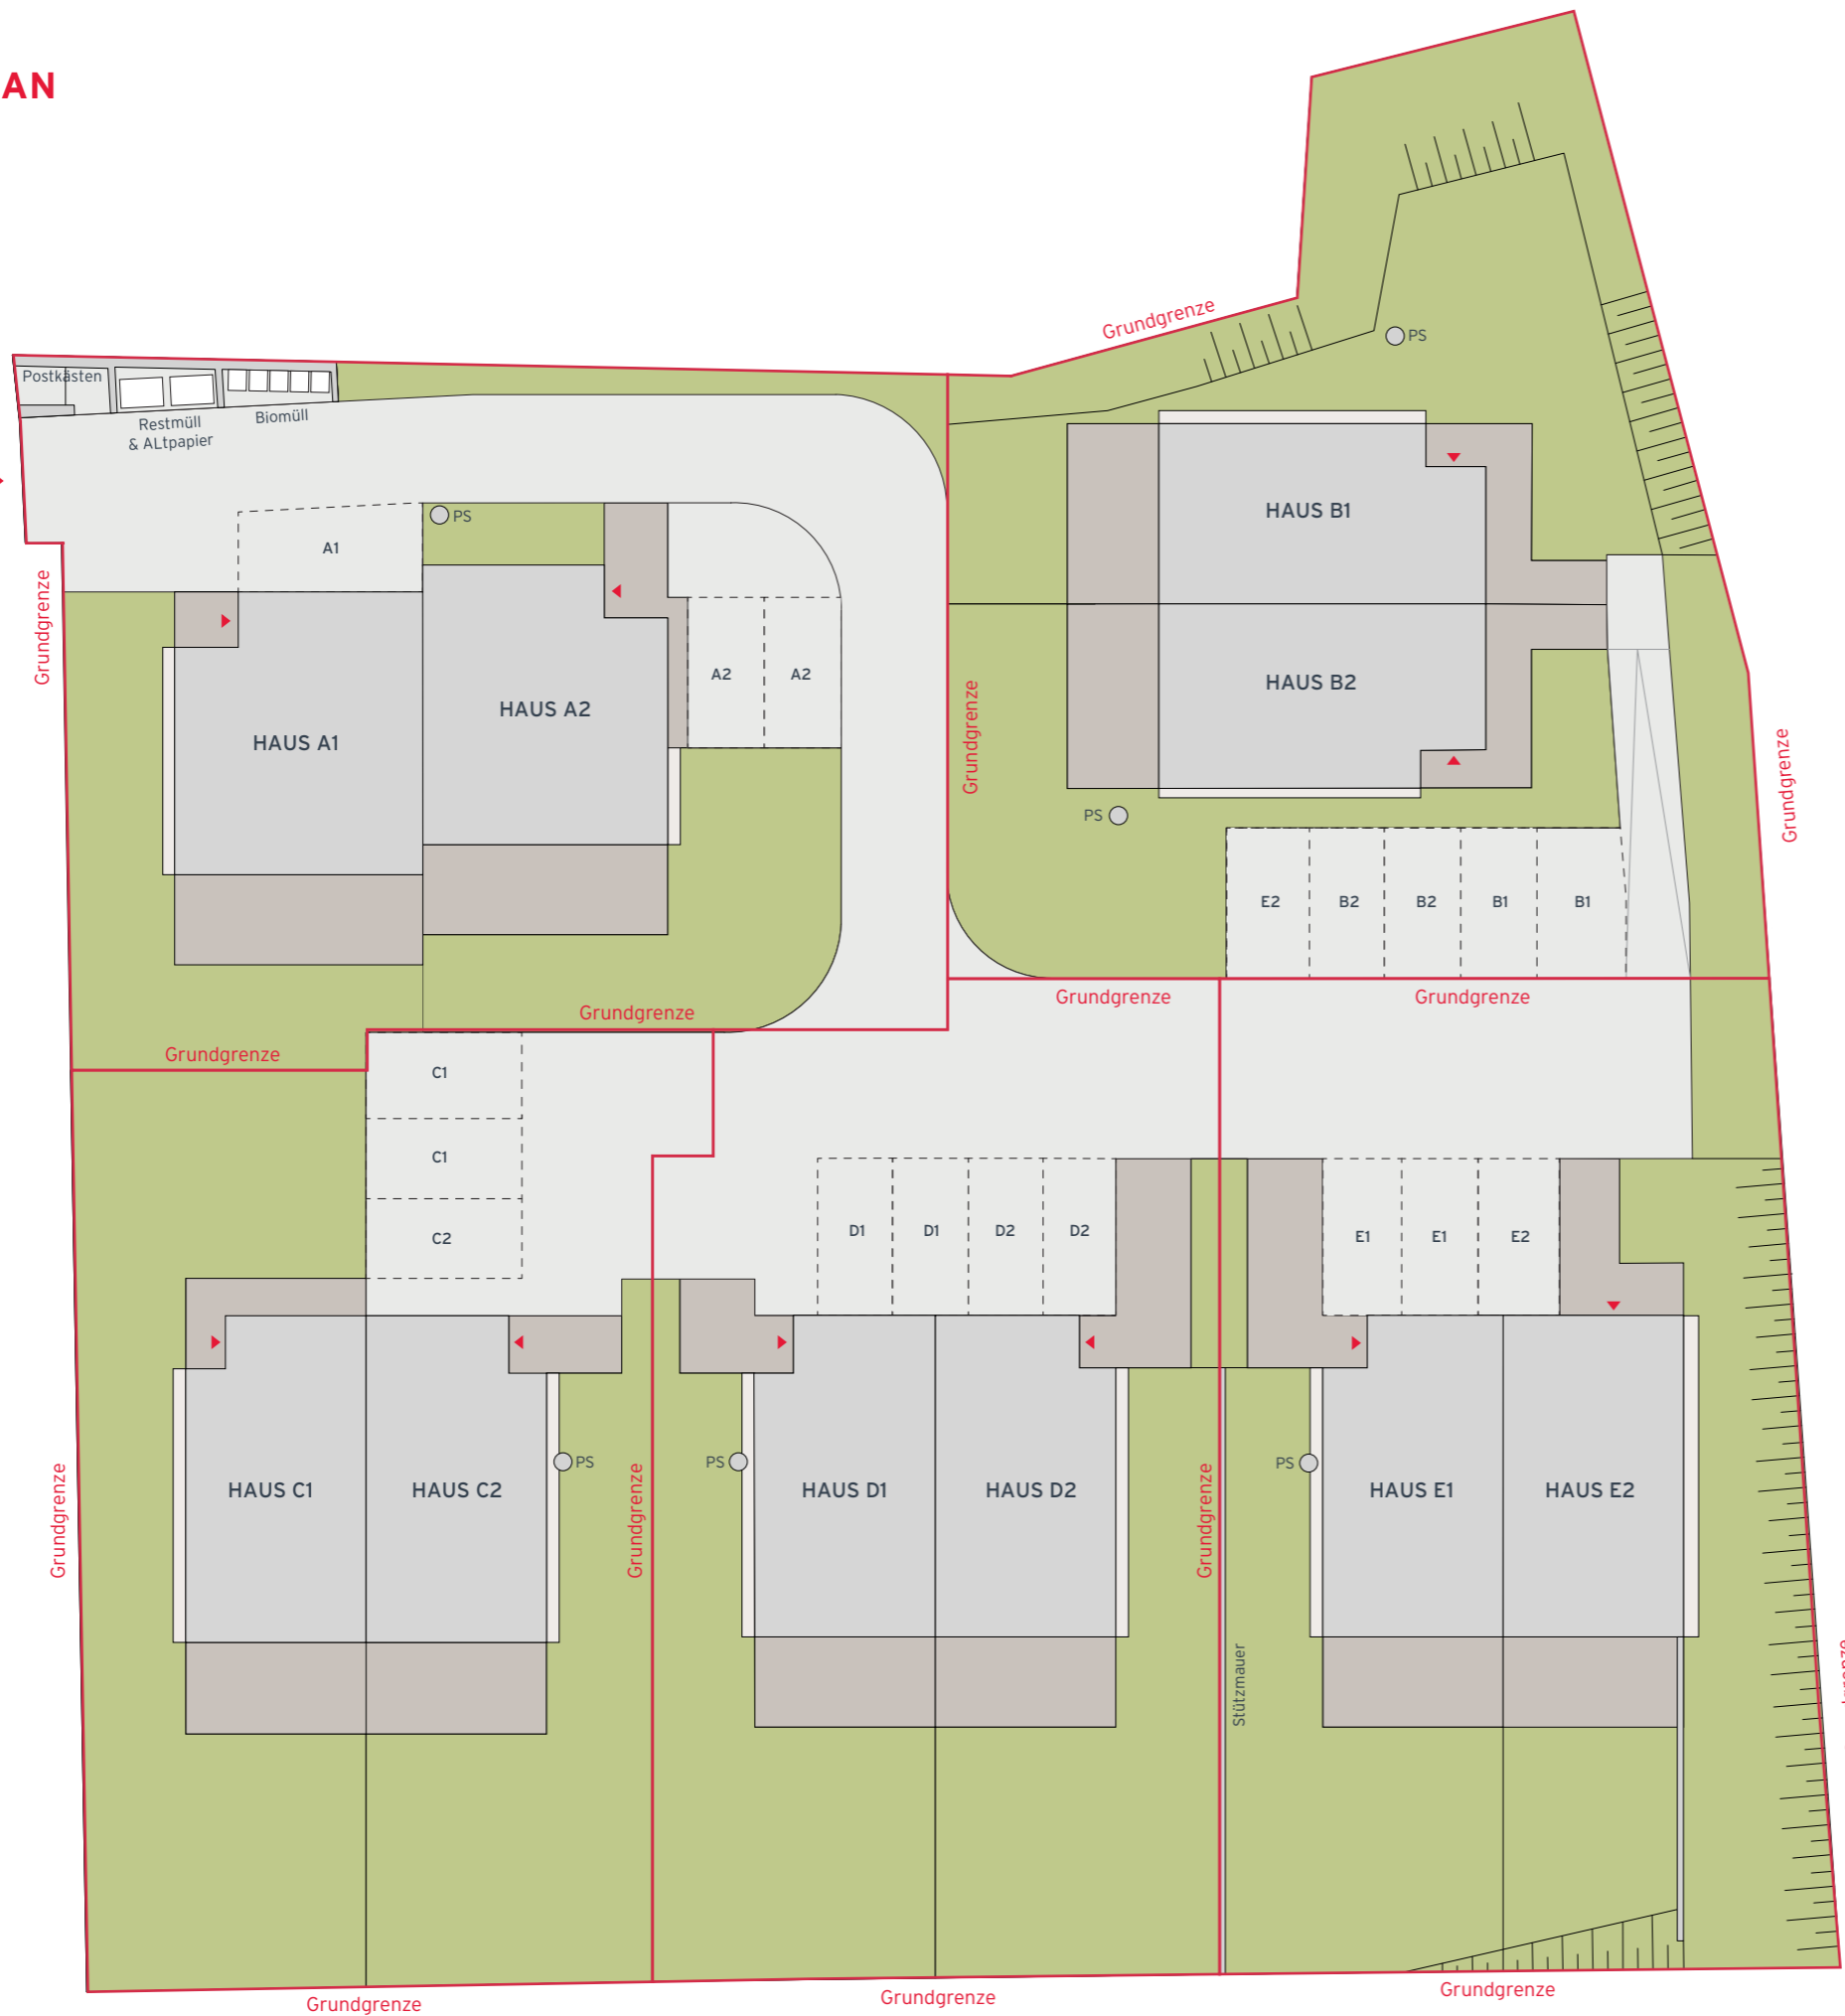 AN
Grundgrenze
PS
Postkästen
Restmüll
& ALtpapier
Biomüll
PS
A1
HAUS B1
Grundgrenze
A2
A2
HAUS B2
HAUS A2
HAUS A1
Grundgrenze
Grundgrenze
PS
E2
B2
B2
B1
B1
Grundgrenze
Grundgrenze
Grundgrenze
Grundgrenze
C1
C1
C2
D1
D1
D2
D2
E1
E1
E2
PS
PS
PS
HAUS C1
HAUS C2
HAUS D1
HAUS D2
HAUS E1
HAUS E2
Grundgrenze
Grundgrenze
Grundgrenze
Stützmauer
Grundgrenze
Grundgrenze
Grundgrenze